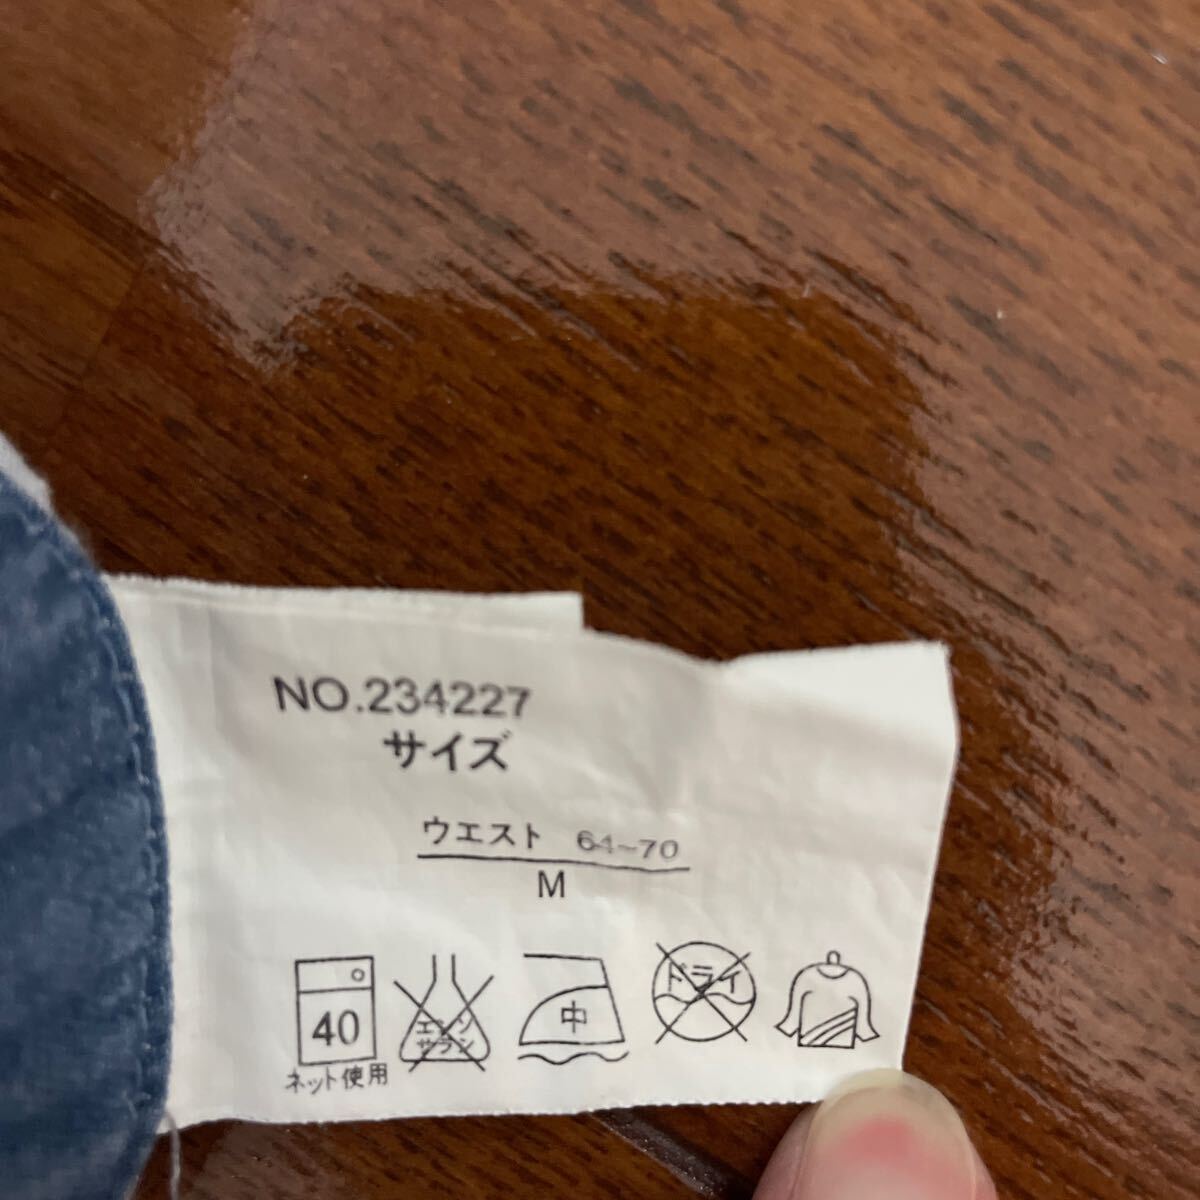 NO.234227
サイズ
ウエスト 64~70
M
40 エンソ サラシ 中 ドライ
ネット使用